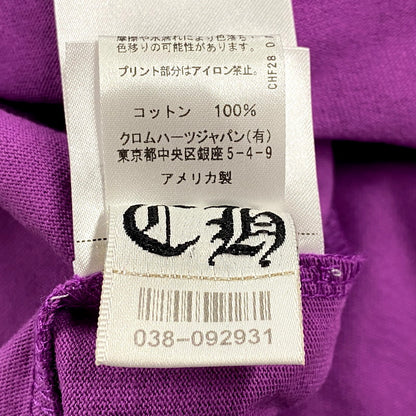 摩擦や水濡れにより色落ち
色移りの可能性があります。
プリント部分はアイロン禁止。
コットン 100%
クロムハーツジャパン(有)
東京都中央区銀座5-4-9
アメリカ製
CHF28
CH
038-092931